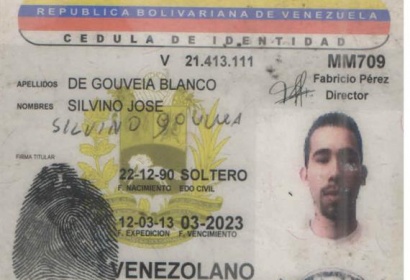 REPUBLICA BOLIVARIANA DE VENEZUELA
CEDULA DE IDENTIDAD
V 21.413.111 MM709
Fabricio Pérez
Director
APELLIDOS DE GOUVEIA BLANCO
NOMBRES SILVINO JOSE
SILVINO GOUVEIA
FIRMA TITULAR
22-12-90 SOLTERO
F. NACIMIENTO EDO CIVIL
12-03-13 03-2023
F. EXPEDICION F. VENCIMIENTO
VENEZOLANO